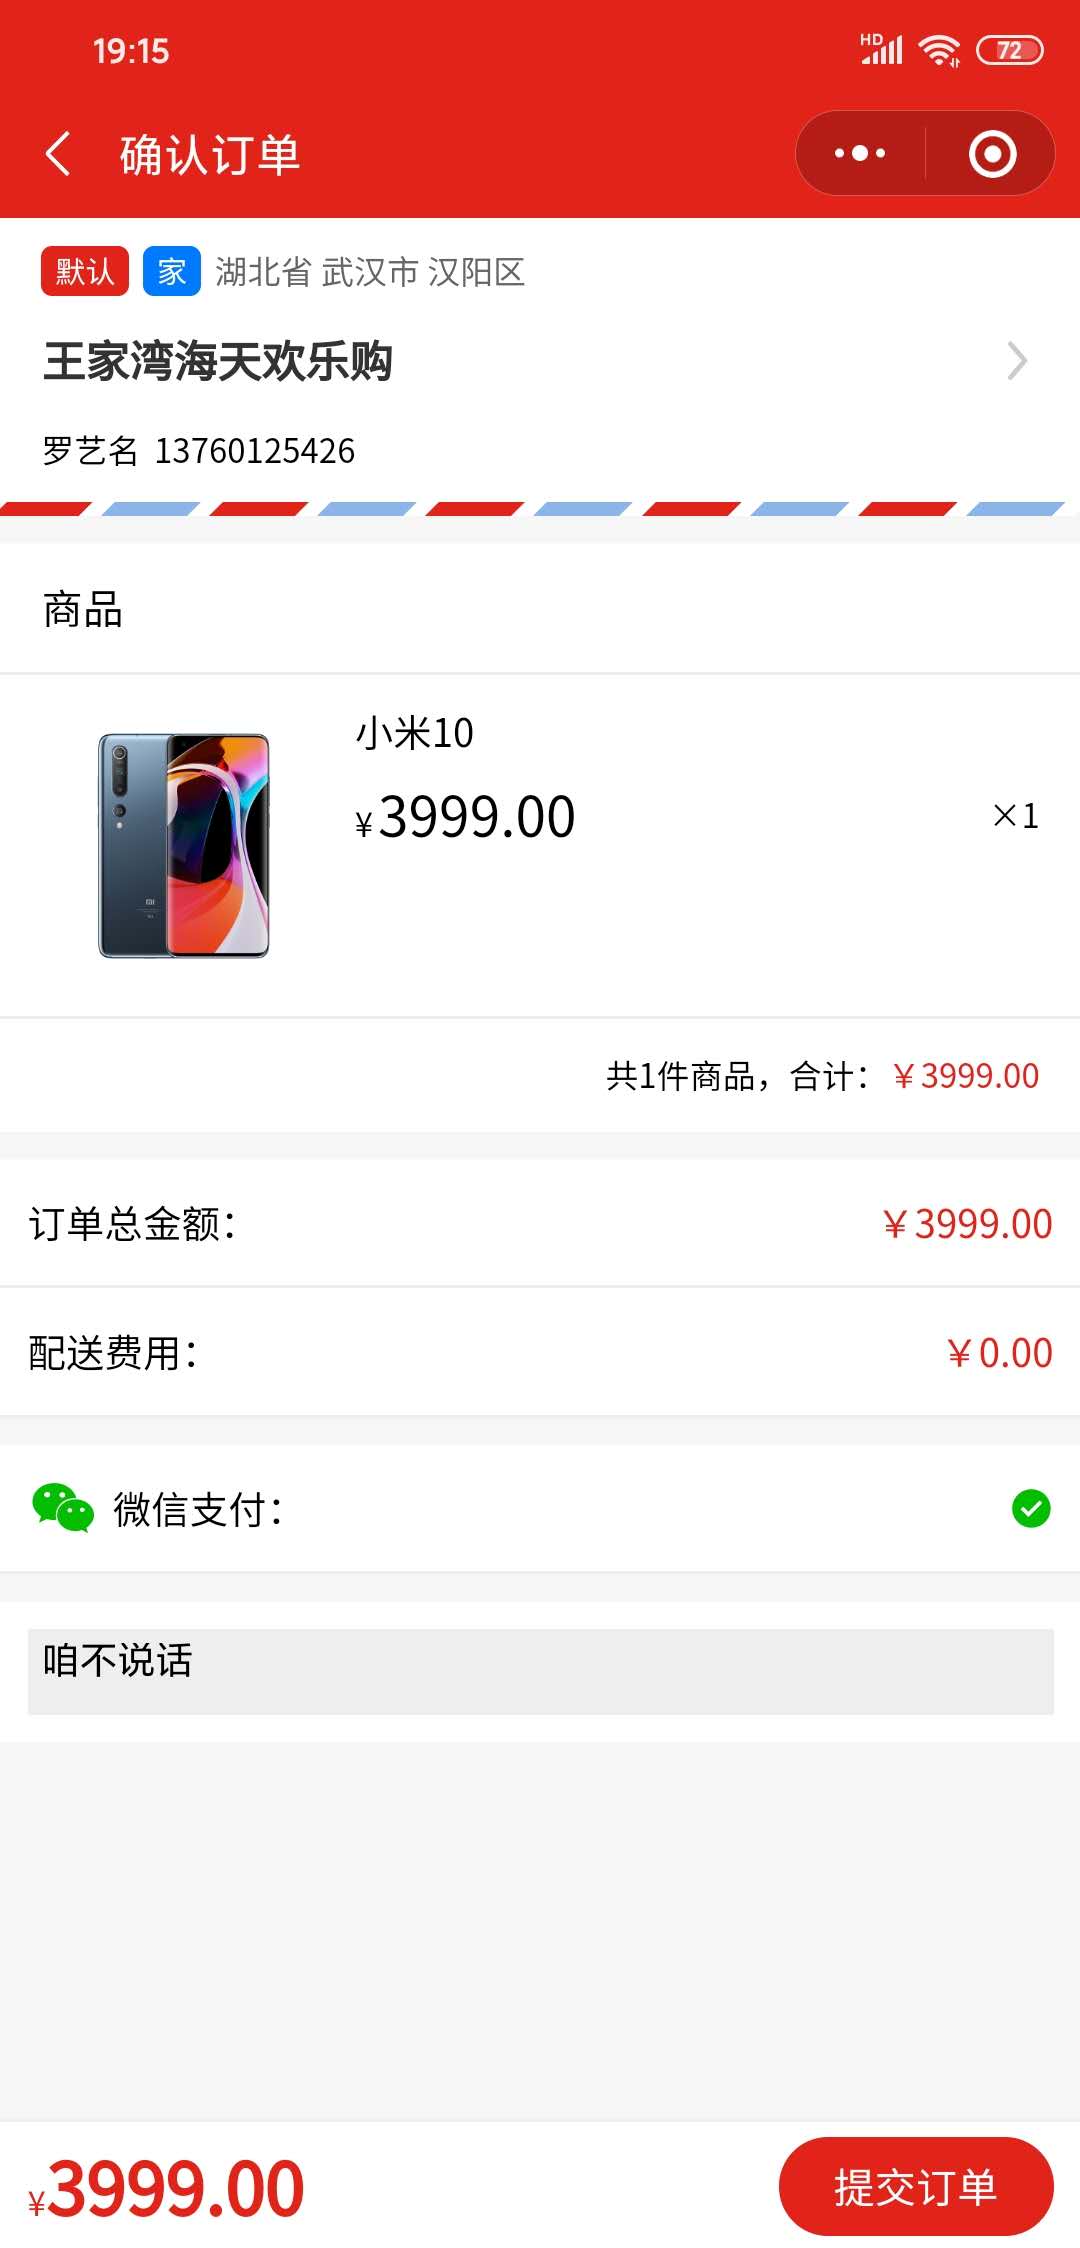 19:15 HD 72
确认订单
默认 家 湖北省 武汉市 汉阳区
王家湾海天欢乐购
罗艺名 13760125426
商品
小米10
¥3999.00 ×1
共1件商品，合计：￥3999.00
订单总金额：￥3999.00
配送费用：￥0.00
微信支付：
咱不说话
¥3999.00 提交订单